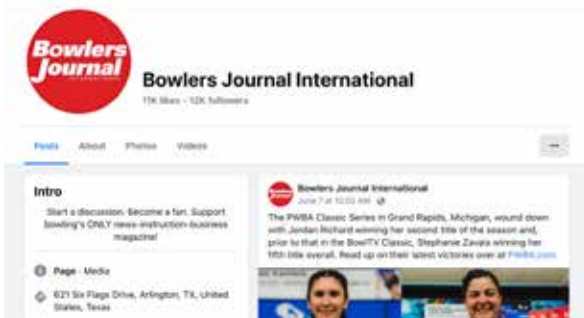 Bowlers
Journal
INTERNATIONAL
Bowlers Journal International
11K likes • 12K followers
Posts About Photos Videos
Intro
Start a discussion. Become a fan. Support
bowling's ONLY news-instruction-business
magazine!
Page · Media
621 Six Flags Drive, Arlington, TX, United
States, Texas
Bowlers Journal
Bowlers Journal International
June 7 at 10:03 AM
The PWBA Classic Series in Grand Rapids, Michigan, wound down
with Jordan Richard winning her second title of the season and,
prior to that in the BowlTV Classic, Stephanie Zavala winning her
fifth title overall. Read up on their latest victories over at PWBA.com